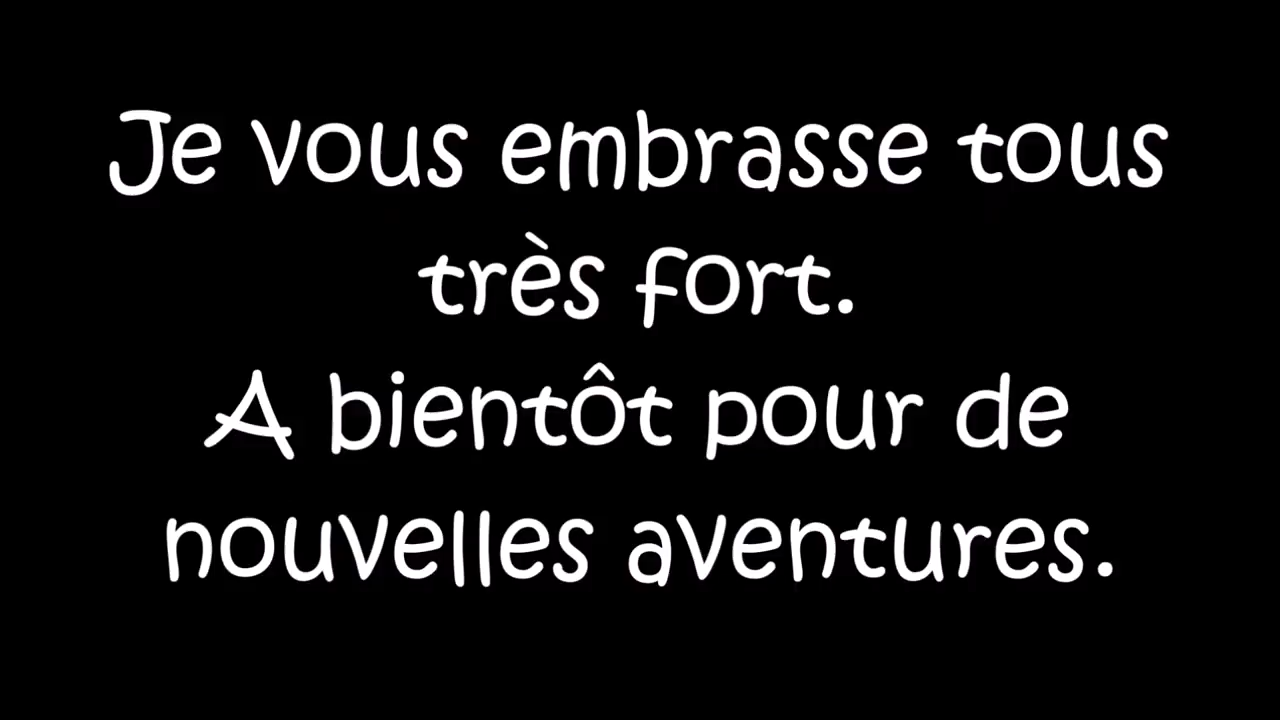 Je vous embrasse tous
très fort.
A bientôt pour de
nouvelles aventures.